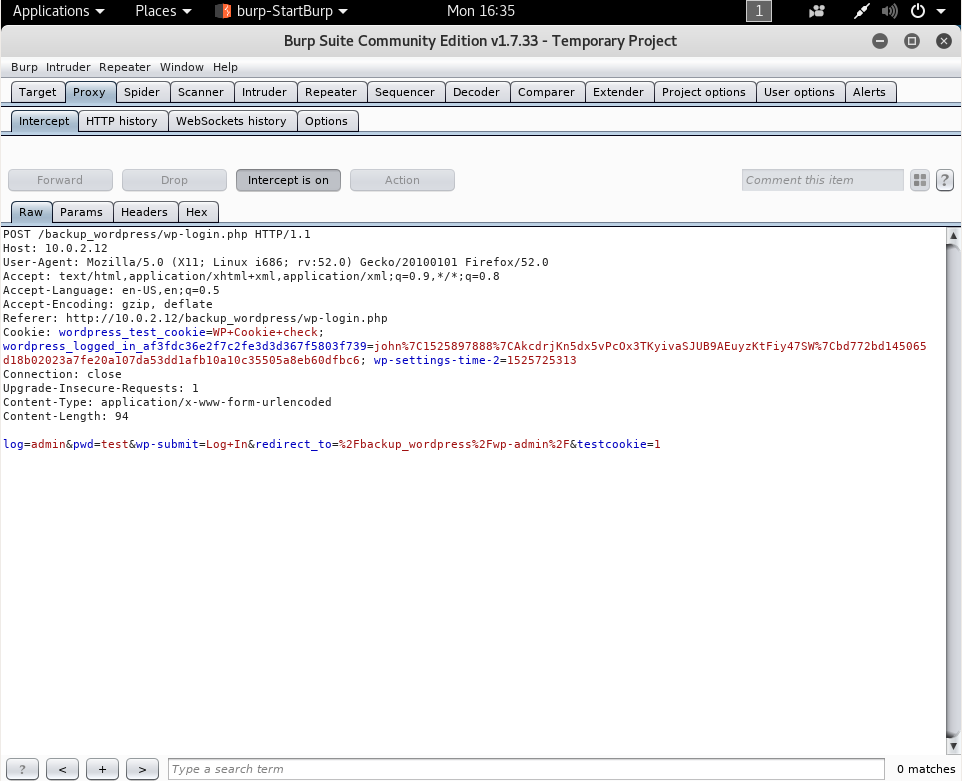 Applications Places burp-StartBurp Mon 16:35 1
Burp Suite Community Edition v1.7.33 - Temporary Project
Burp Intruder Repeater Window Help
Target Proxy Spider Scanner Intruder Repeater Sequencer Decoder Comparer Extender Project options User options Alerts
Intercept HTTP history WebSockets history Options
Forward Drop Intercept is on Action Comment this item ?
Raw Params Headers Hex
POST /backup_wordpress/wp-login.php HTTP/1.1
Host: 10.0.2.12
User-Agent: Mozilla/5.0 (X11; Linux i686; rv:52.0) Gecko/20100101 Firefox/52.0
Accept: text/html,application/xhtml+xml,application/xml;q=0.9,*/*;q=0.8
Accept-Language: en-US,en;q=0.5
Accept-Encoding: gzip, deflate
Referer: http://10.0.2.12/backup_wordpress/wp-login.php
Cookie: wordpress_test_cookie=WP+Cookie+check;
wordpress_logged_in_af3fdc36e2f7c2fe3d3d367f5803f739=john%7C1525897888%7CAkcdrjKn5dx5vPcOx3TKyivaSJUB9AEuyzKtFiy47SW%7Cbd772bd145065
d18b02023a7fe20a107da53dd1afb10a10c35505a8eb60dfbc6; wp-settings-time-2=1525725313
Connection: close
Upgrade-Insecure-Requests: 1
Content-Type: application/x-www-form-urlencoded
Content-Length: 94
log=admin&pwd=test&wp-submit=Log+In&redirect_to=%2Fbackup_wordpress%2Fwp-admin%2F&testcookie=1
? < + > Type a search term 0 matches